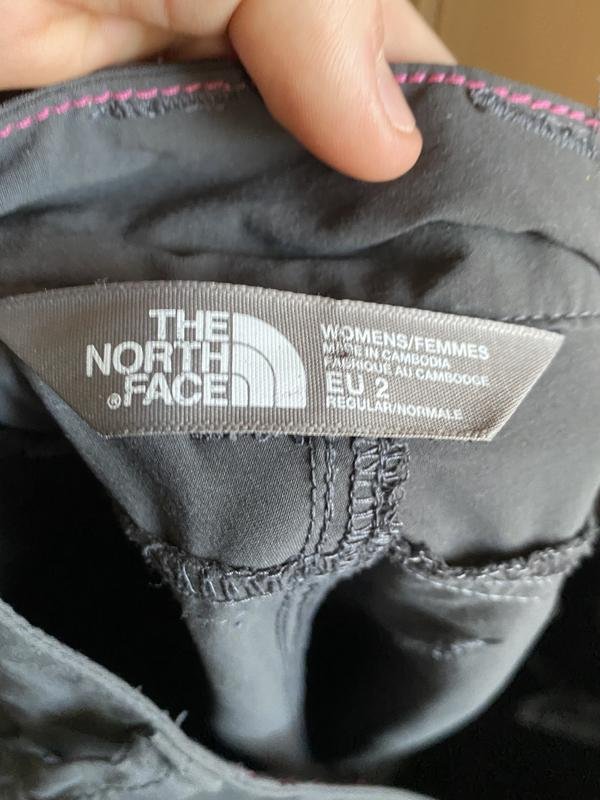 THE
NORTH
FACE
®
WOMENS/FEMMES
MADE IN CAMBODIA
FABRIQUE AU CAMBODGE
EU 2
REGULAR/NORMALE